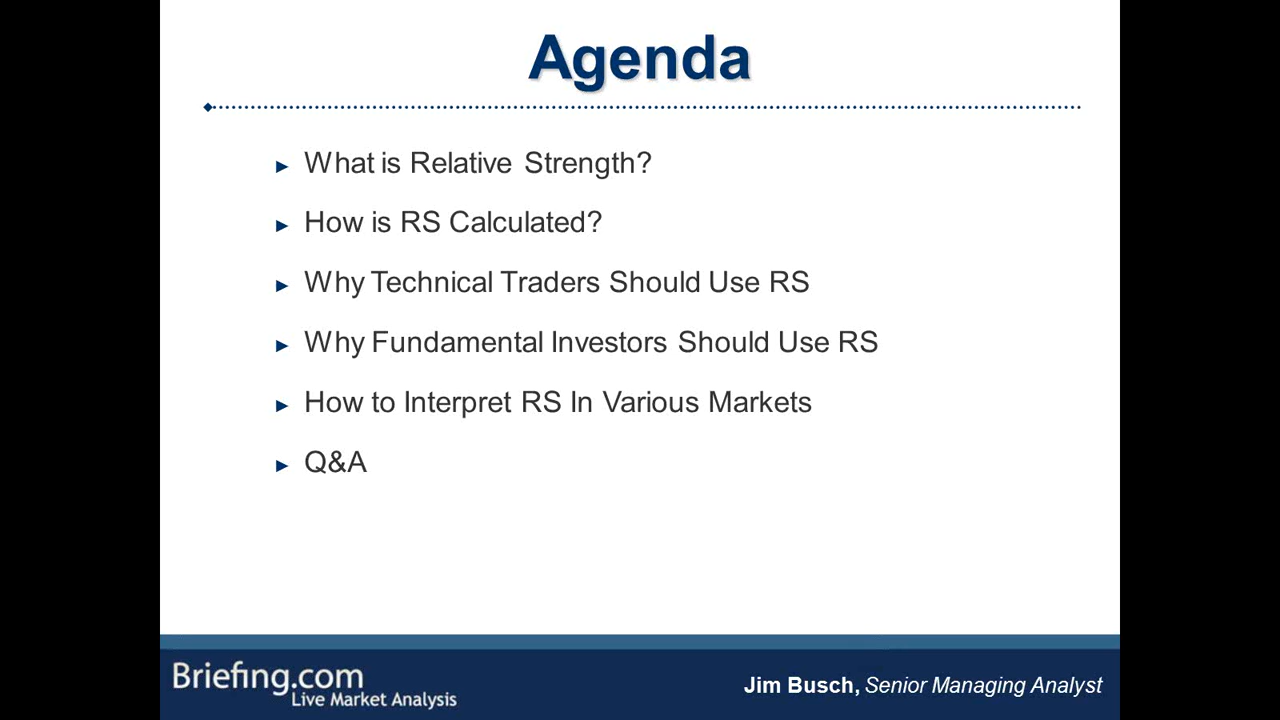 Agenda
What is Relative Strength?
How is RS Calculated?
Why Technical Traders Should Use RS
Why Fundamental Investors Should Use RS
How to Interpret RS In Various Markets
Q&A
Briefing.com
Live Market Analysis
Jim Busch, Senior Managing Analyst